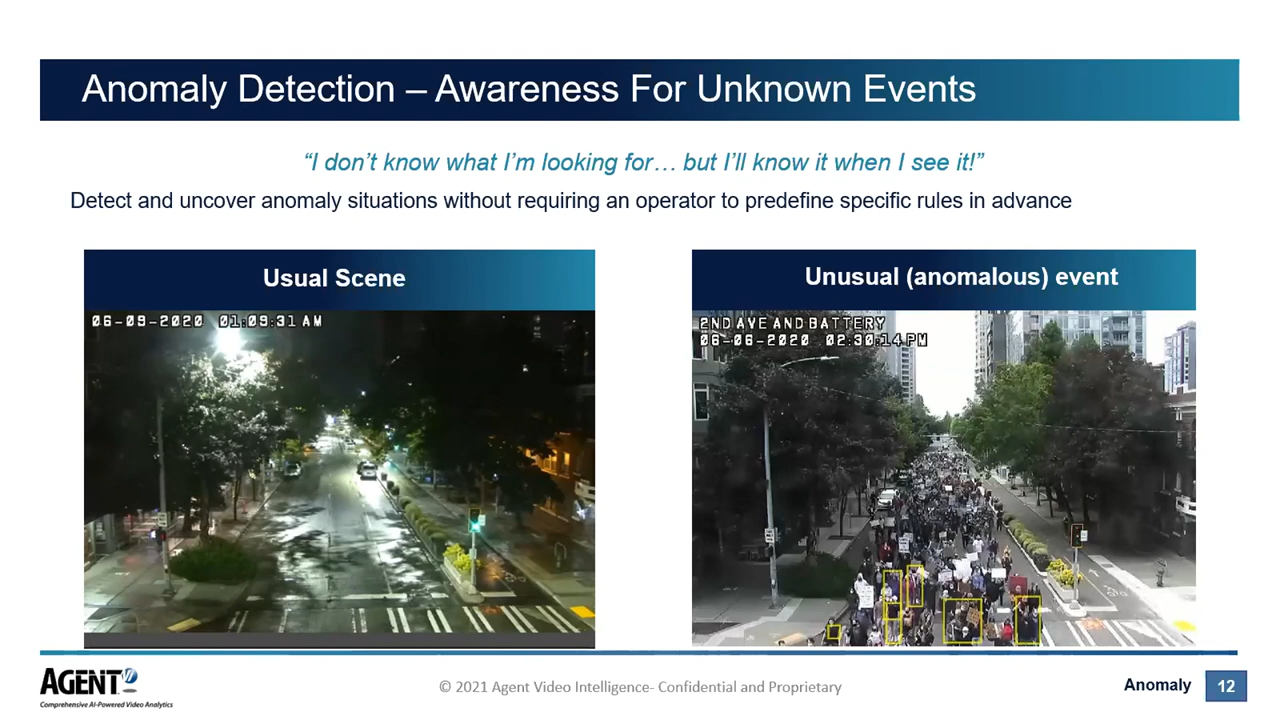 Anomaly Detection – Awareness For Unknown Events
“I don’t know what I’m looking for… but I’ll know it when I see it!”
Detect and uncover anomaly situations without requiring an operator to predefine specific rules in advance
Usual Scene
06-09-2020 01:09:31 AM
Unusual (anomalous) event
2ND AVE AND BATTERY
06-06-2020 02:30:14 PM
AGENT
Comprehensive AI-Powered Video Analytics
© 2021 Agent Video Intelligence- Confidential and Proprietary
Anomaly
12